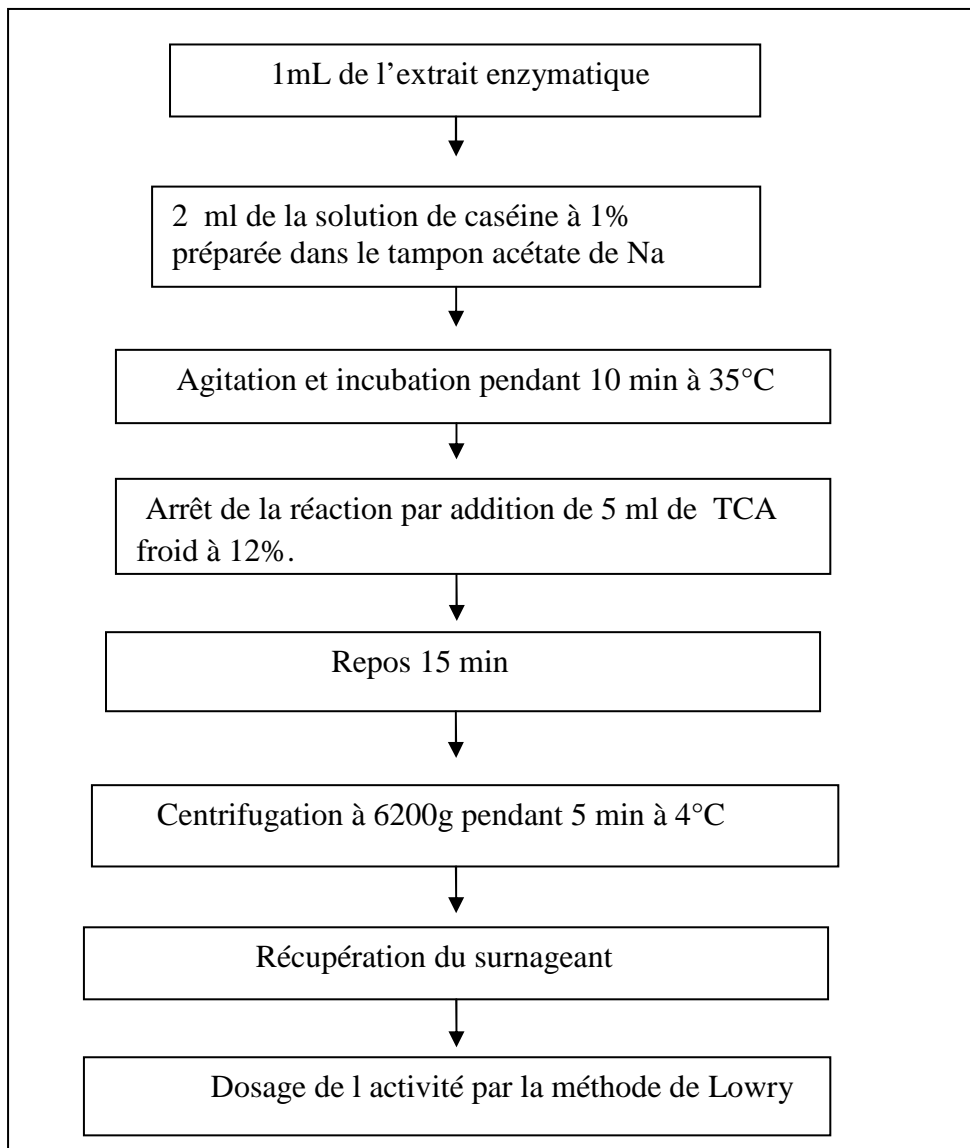 1mL de l’extrait enzymatique
2 ml de la solution de caséine à 1%
préparée dans le tampon acétate de Na
Agitation et incubation pendant 10 min à 35°C
Arrêt de la réaction par addition de 5 ml de TCA
froid à 12%.
Repos 15 min
Centrifugation à 6200g pendant 5 min à 4°C
Récupération du surnageant
Dosage de l activité par la méthode de Lowry